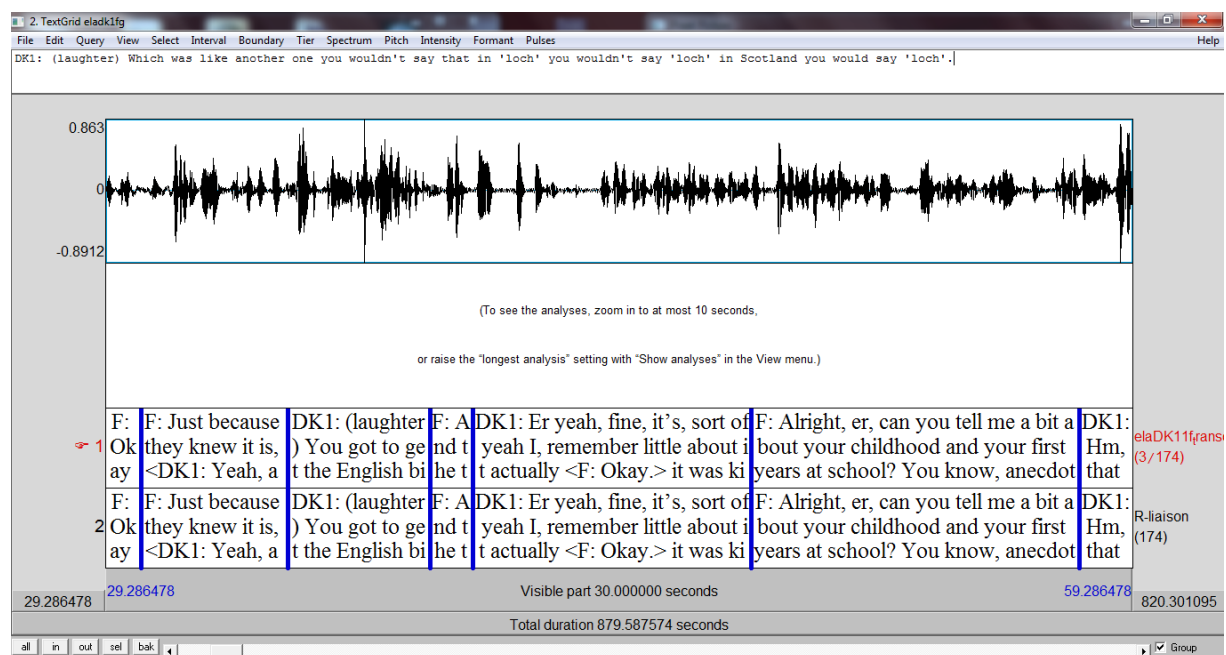 2. TextGrid eladk1fg
File Edit Query View Select Interval Boundary Tier Spectrum Pitch Intensity Formant Pulses Help
DK1: (laughter) Which was like another one you wouldn't say that in 'loch' you wouldn't say 'loch' in Scotland you would say 'loch'.
0.863
0
-0.8912
(To see the analyses, zoom in to at most 10 seconds,
or raise the "longest analysis" setting with "Show analyses" in the View menu.)
F: F: Just because DK1: (laughter F: A DK1: Er yeah, fine, it's, sort of F: Alright, er, can you tell me a bit a DK1:
1 Ok they knew it is, ) You got to ge nd t yeah I, remember little about i bout your childhood and your first Hm,
ay <DK1: Yeah, a t the English bi he t t actually <F: Okay.> it was ki years at school? You know, anecdot that
(3/174)
F: F: Just because DK1: (laughter F: A DK1: Er yeah, fine, it's, sort of F: Alright, er, can you tell me a bit a DK1:
2 Ok they knew it is, ) You got to ge nd t yeah I, remember little about i bout your childhood and your first Hm,
ay <DK1: Yeah, a t the English bi he t t actually <F: Okay.> it was ki years at school? You know, anecdot that
R-liaison
(174)
29.286478 29.286478 Visible part 30.000000 seconds 59.286478 820.301095
Total duration 879.587574 seconds
all in out sel bak Group